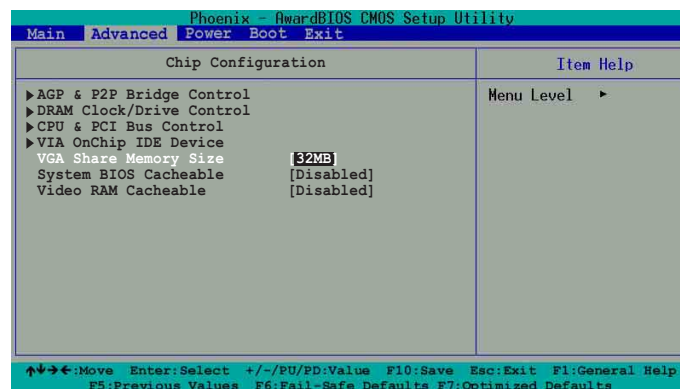 Phoenix - AwardBIOS CMOS Setup Utility
Main Advanced Power Boot Exit
Chip Configuration
Item Help
▶AGP & P2P Bridge Control
▶DRAM Clock/Drive Control
▶CPU & PCI Bus Control
▶VIA OnChip IDE Device
VGA Share Memory Size [32MB]
System BIOS Cacheable [Disabled]
Video RAM Cacheable [Disabled]
Menu Level ▶
↑↓→←:Move Enter:Select +/-/PU/PD:Value F10:Save Esc:Exit F1:General Help
F5:Previous Values F6:Fail-Safe Defaults F7:Optimized Defaults